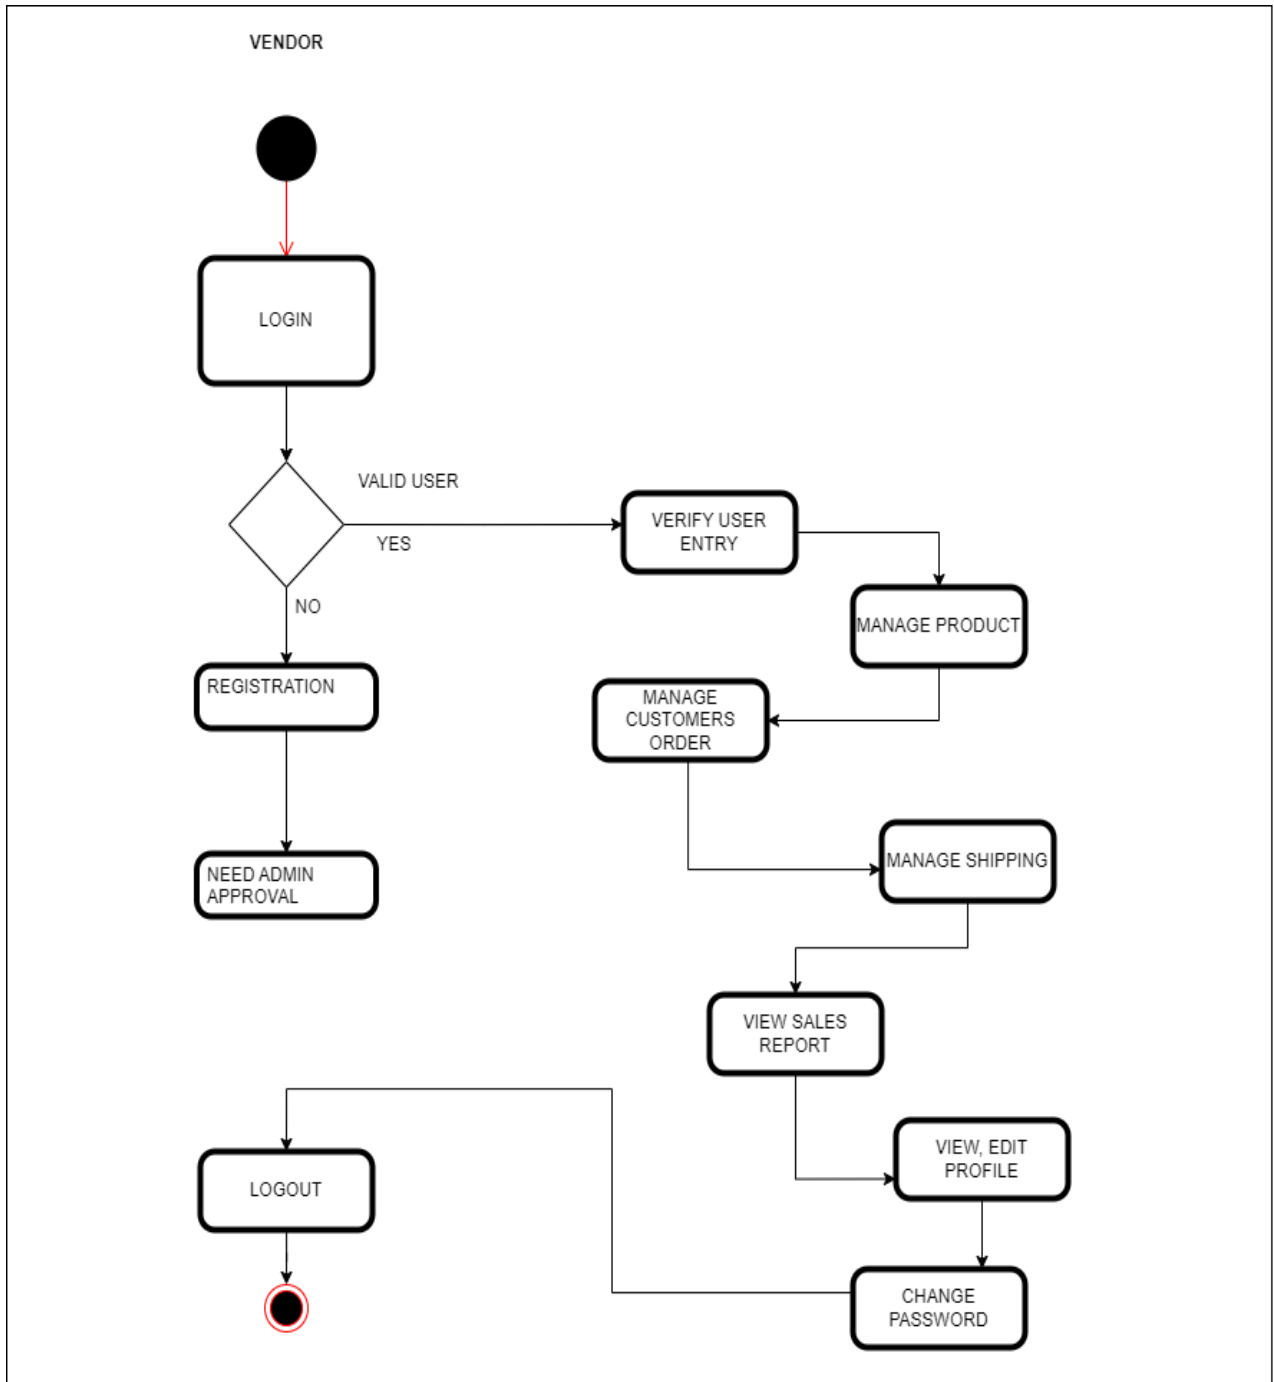 VENDOR
LOGIN
VALID USER
YES
NO
VERIFY USER
ENTRY
MANAGE PRODUCT
REGISTRATION
MANAGE
CUSTOMERS
ORDER
MANAGE SHIPPING
NEED ADMIN
APPROVAL
VIEW SALES
REPORT
VIEW, EDIT
PROFILE
CHANGE
PASSWORD
LOGOUT